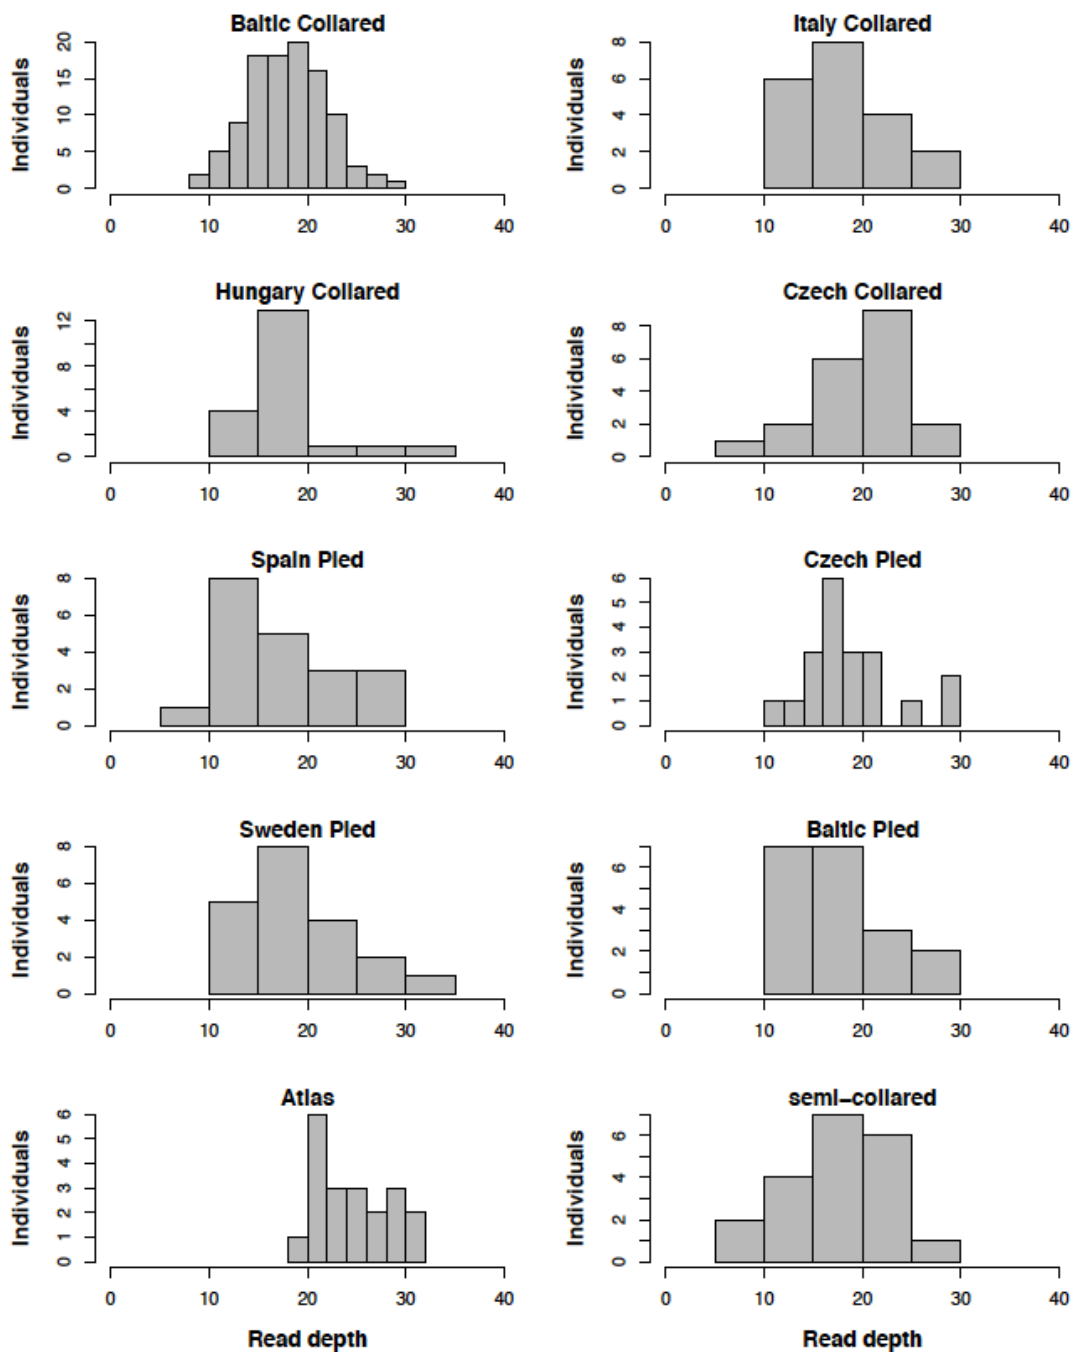 Baltic Collared
Individuals
0 5 10 15 20
0 10 20 30 40
Italy Collared
Individuals
0 2 4 6 8
0 10 20 30 40
Hungary Collared
Individuals
0 4 8 12
0 10 20 30 40
Czech Collared
Individuals
0 2 4 6 8
0 10 20 30 40
Spain Pied
Individuals
0 2 4 6 8
0 10 20 30 40
Czech Pied
Individuals
0 1 2 3 4 5 6
0 10 20 30 40
Sweden Pied
Individuals
0 2 4 6 8
0 10 20 30 40
Baltic Pied
Individuals
0 2 4 6
0 10 20 30 40
Atlas
Individuals
0 1 2 3 4 5 6
0 10 20 30 40
Read depth
semi-collared
Individuals
0 2 4 6
0 10 20 30 40
Read depth